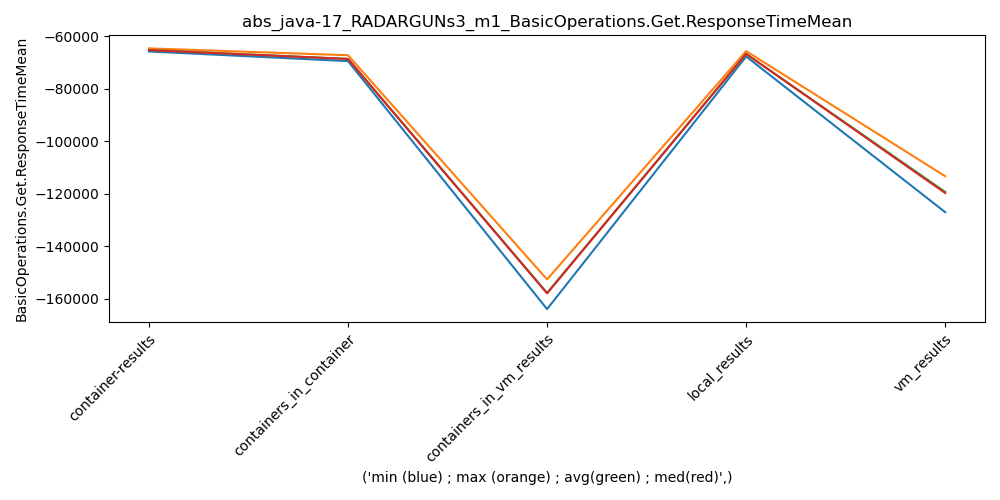 abs_java-17_RADARGUNs3_m1_BasicOperations.Get.ResponseTimeMean
BasicOperations.Get.ResponseTimeMean
−60000
−80000
−100000
−120000
−140000
−160000
container-results
containers_in_container
containers_in_vm_results
local_results
vm_results
('min (blue) ; max (orange) ; avg(green) ; med(red)',)